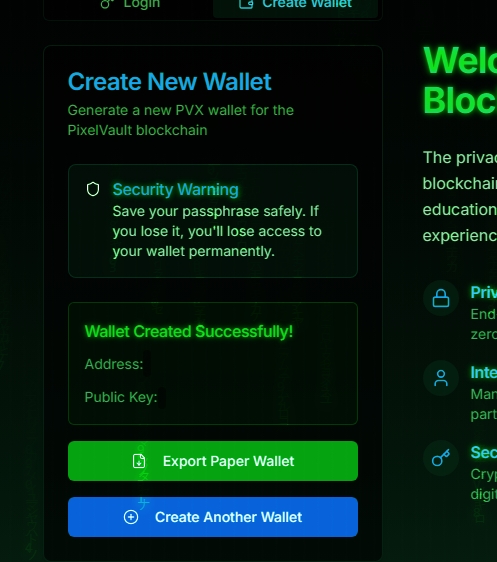 Login
Create Wallet
Create New Wallet
Generate a new PVX wallet for the
PixelVault blockchain
Security Warning
Save your passphrase safely. If
you lose it, you'll lose access to
your wallet permanently.
Wallet Created Successfully!
Address:
Public Key:
Export Paper Wallet
Create Another Wallet
Welc
Bloc
The priva
blockchai
education
experienc
Priv
End
zero
Inte
Man
part
Sec
Cryp
digit